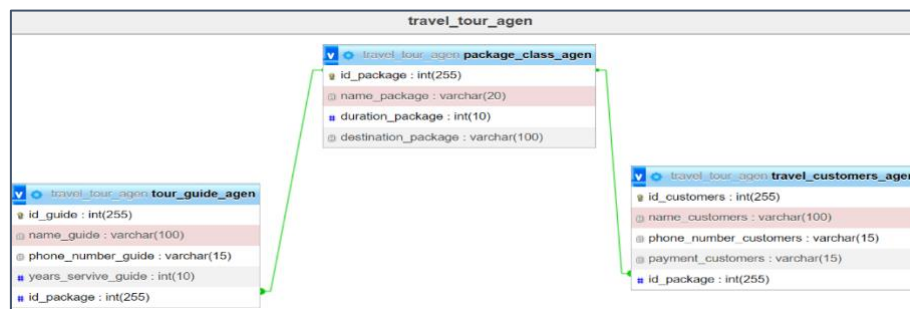 travel_tour_agen
travel_tour_agen package_class_agen
id_package : int(255)
name_package : varchar(20)
duration_package : int(10)
destination_package : varchar(100)
travel_tour_agen tour_guide_agen
id_guide : int(255)
name_guide : varchar(100)
phone_number_guide : varchar(15)
years_servive_guide : int(10)
id_package : int(255)
travel_tour_agen travel_customers_agen
id_customers : int(255)
name_customers : varchar(100)
phone_number_customers : varchar(15)
payment_customers : varchar(15)
id_package : int(255)